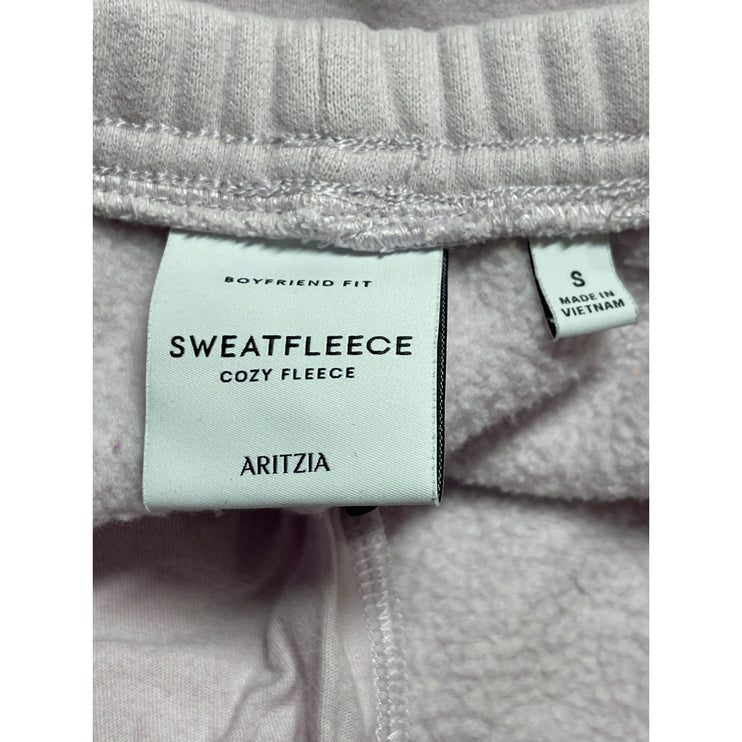 BOYFRIEND FIT
SWEATFLEECE
COZY FLEECE
ARITZIA
S
MADE IN
VIETNAM